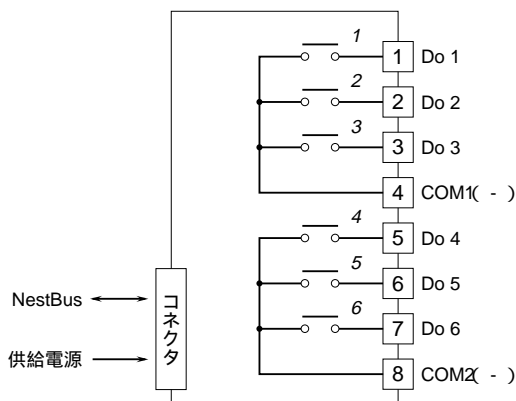 1
1 Do 1
2
2 Do 2
3
3 Do 3
4 COM1( - )
4
5 Do 4
5
6 Do 5
6
7 Do 6
8 COM2( - )
NestBus
コネクタ
供給電源